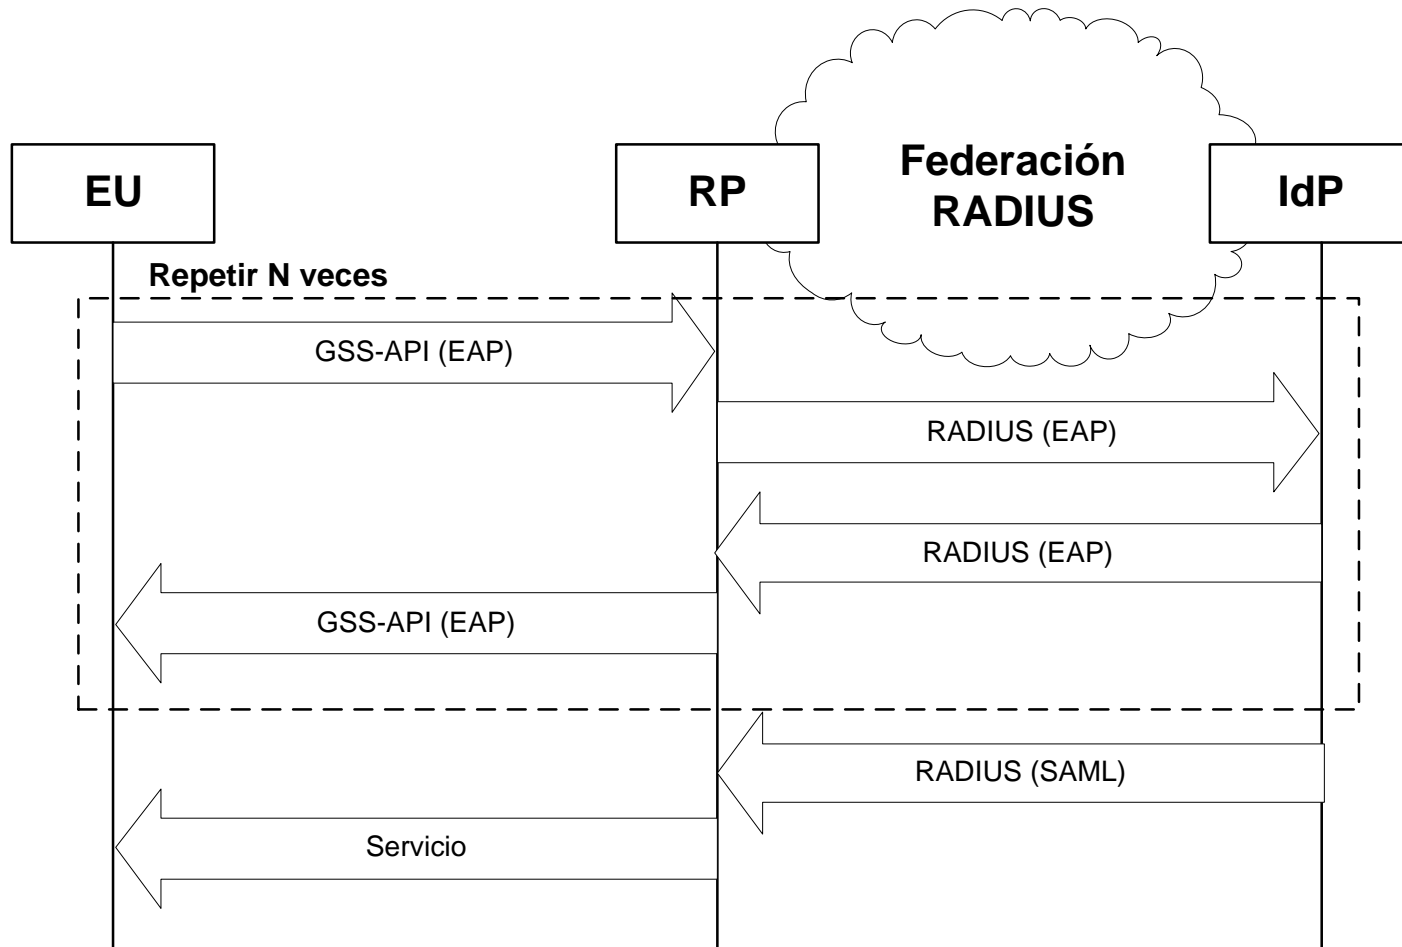 EU
RP
Federación
RADIUS
IdP
Repetir N veces
GSS-API (EAP)
RADIUS (EAP)
RADIUS (EAP)
GSS-API (EAP)
RADIUS (SAML)
Servicio